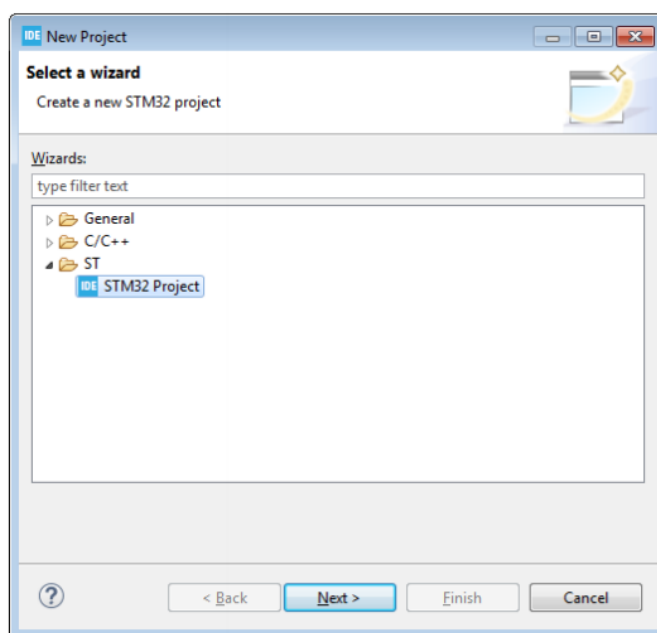 IDE New Project
Select a wizard
Create a new STM32 project
Wizards:
type filter text
General
C/C++
ST
IDE STM32 Project
? < Back Next > Finish Cancel